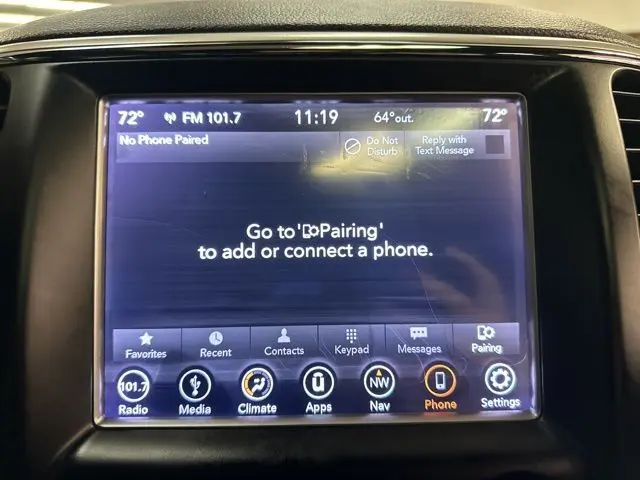 72° FM 101.7 11:19 64°out. 72°
No Phone Paired
Do Not
Disturb
Reply with
Text Message
Go to 'Pairing'
to add or connect a phone.
Favorites Recent Contacts Keypad Messages Pairing
101.7 NW
Radio Media Climate Apps Nav Phone Settings